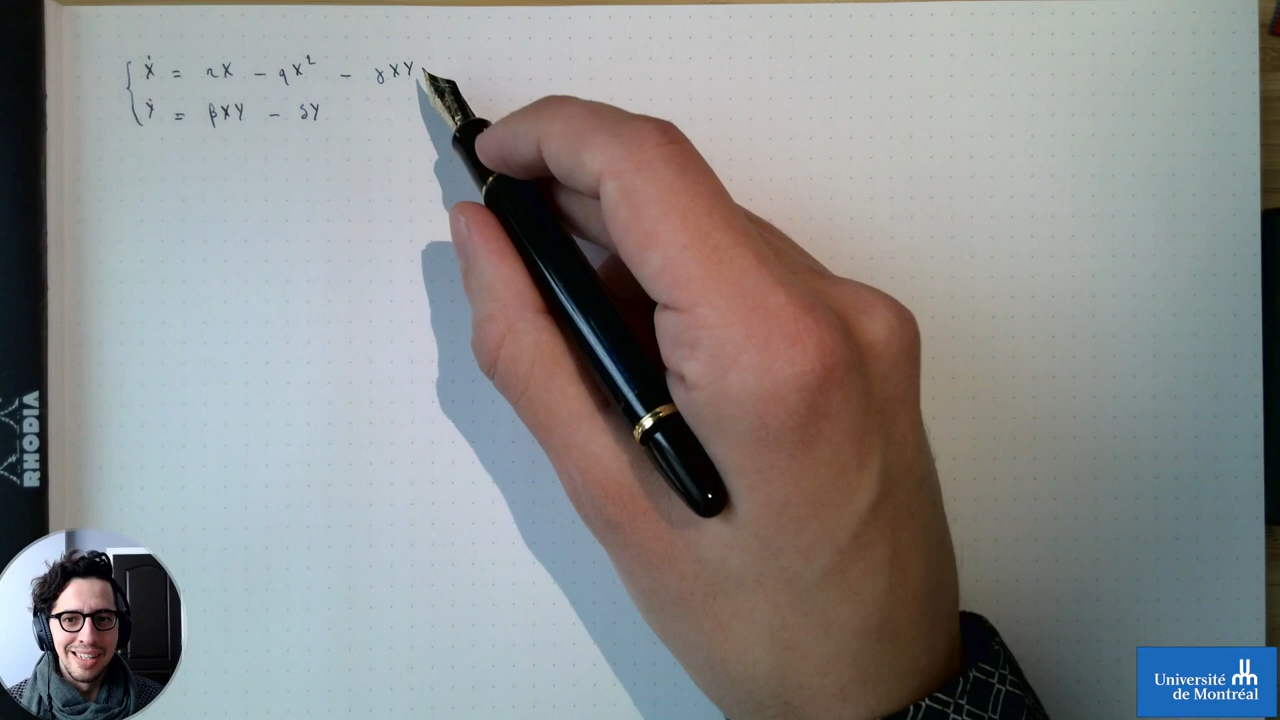 Ẋ = rX - qX² - γXY
Ẏ = βXY - δY
RHODIA
Université
de Montréal